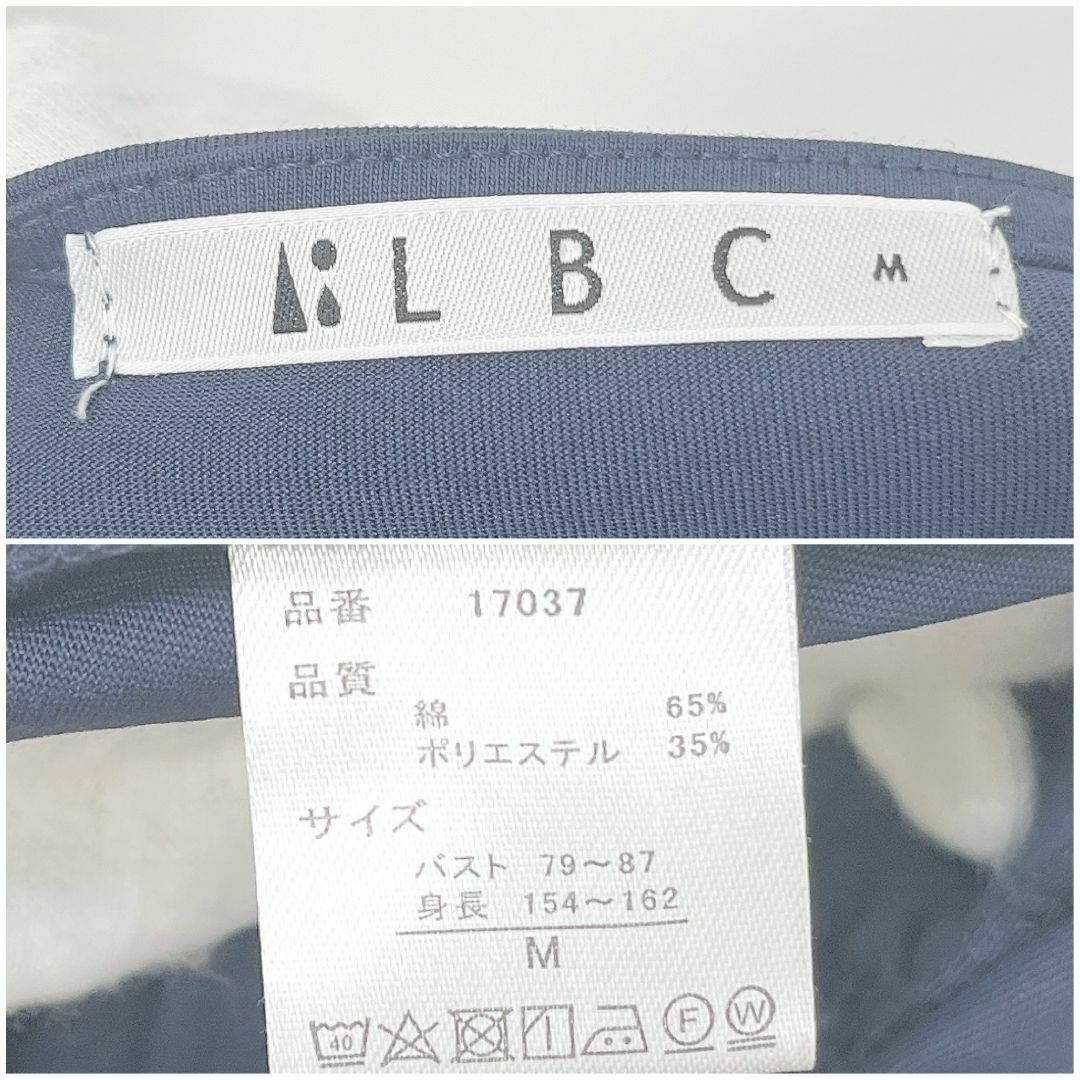 LBC M
品番 17037
品質
綿 65%
ポリエステル 35%
サイズ
バスト 79～87
身長 154～162
M
40 F W